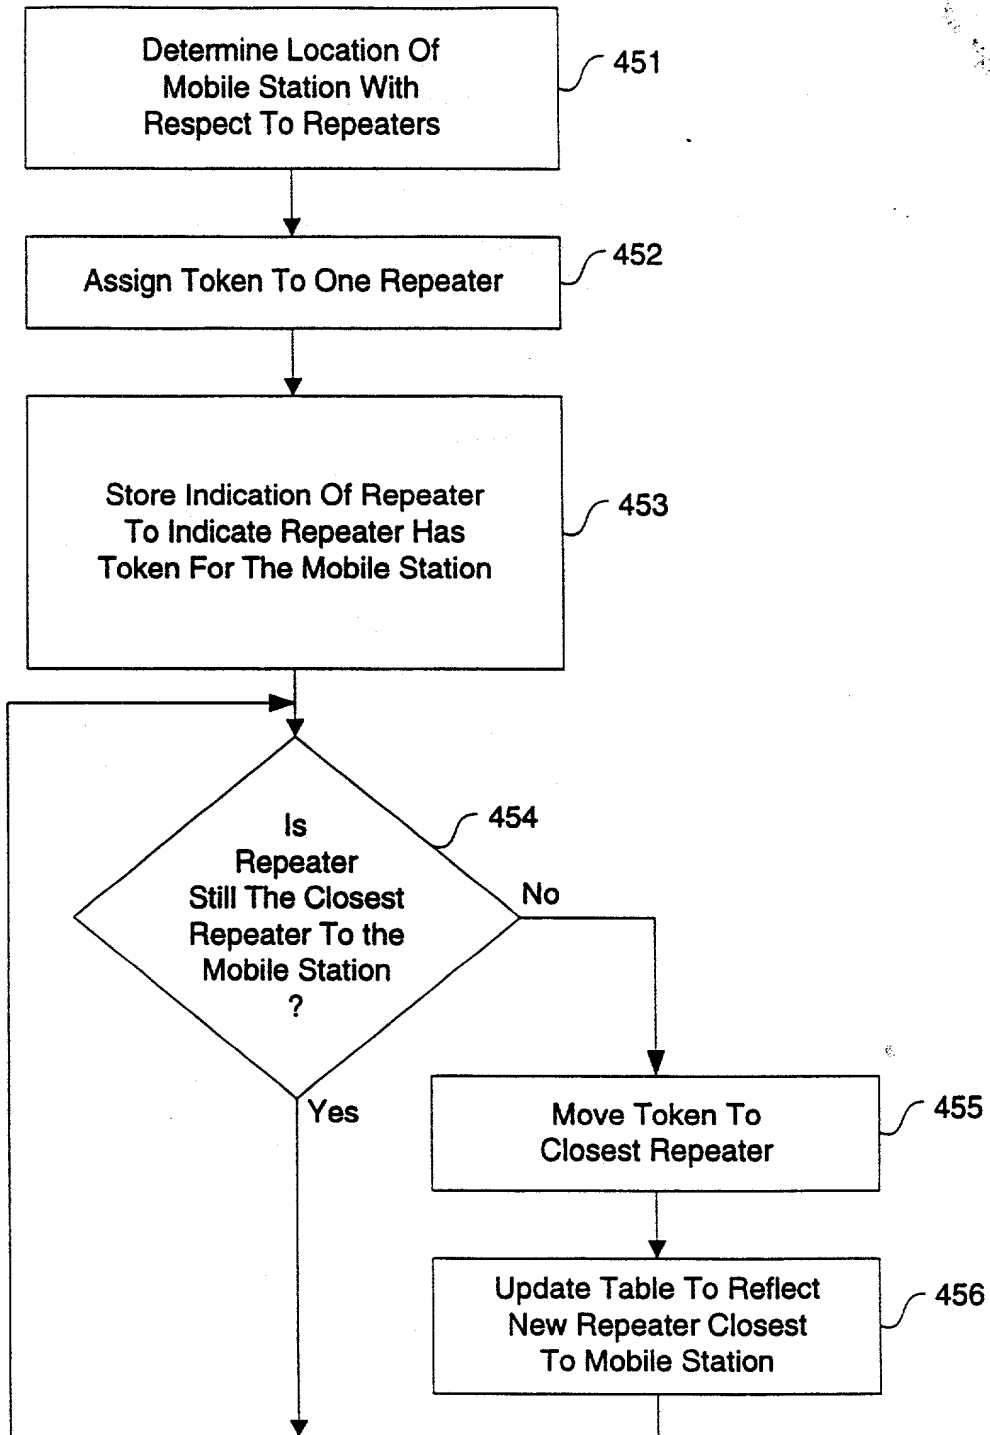 Determine Location Of
Mobile Station With
Respect To Repeaters
451
Assign Token To One Repeater
452
Store Indication Of Repeater
To Indicate Repeater Has
Token For The Mobile Station
453
Is
Repeater
Still The Closest
Repeater To the
Mobile Station
?
454
No
Yes
Move Token To
Closest Repeater
455
Update Table To Reflect
New Repeater Closest
To Mobile Station
456